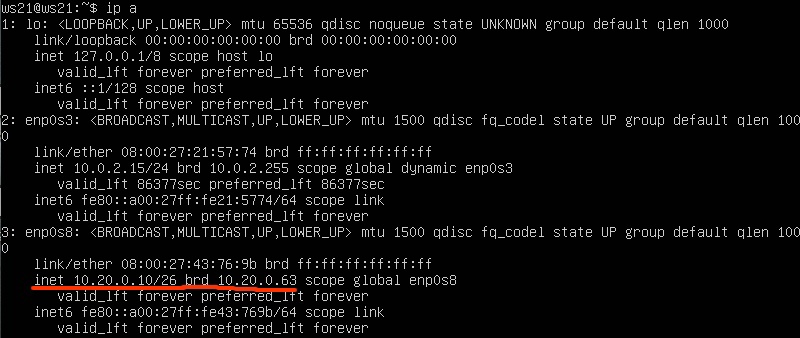 ws21@ws21:~$ ip a
1: lo: <LOOPBACK,UP,LOWER_UP> mtu 65536 qdisc noqueue state UNKNOWN group default qlen 1000
link/loopback 00:00:00:00:00:00 brd 00:00:00:00:00:00
inet 127.0.0.1/8 scope host lo
valid_lft forever preferred_lft forever
inet6 ::1/128 scope host
valid_lft forever preferred_lft forever
2: enp0s3: <BROADCAST,MULTICAST,UP,LOWER_UP> mtu 1500 qdisc fq_codel state UP group default qlen 100
0
link/ether 08:00:27:21:57:74 brd ff:ff:ff:ff:ff:ff
inet 10.0.2.15/24 brd 10.0.2.255 scope global dynamic enp0s3
valid_lft 86377sec preferred_lft 86377sec
inet6 fe80::a00:27ff:fe21:5774/64 scope link
valid_lft forever preferred_lft forever
3: enp0s8: <BROADCAST,MULTICAST,UP,LOWER_UP> mtu 1500 qdisc fq_codel state UP group default qlen 100
0
link/ether 08:00:27:43:76:9b brd ff:ff:ff:ff:ff:ff
inet 10.20.0.10/26 brd 10.20.0.63 scope global enp0s8
valid_lft forever preferred_lft forever
inet6 fe80::a00:27ff:fe43:769b/64 scope link
valid_lft forever preferred_lft forever